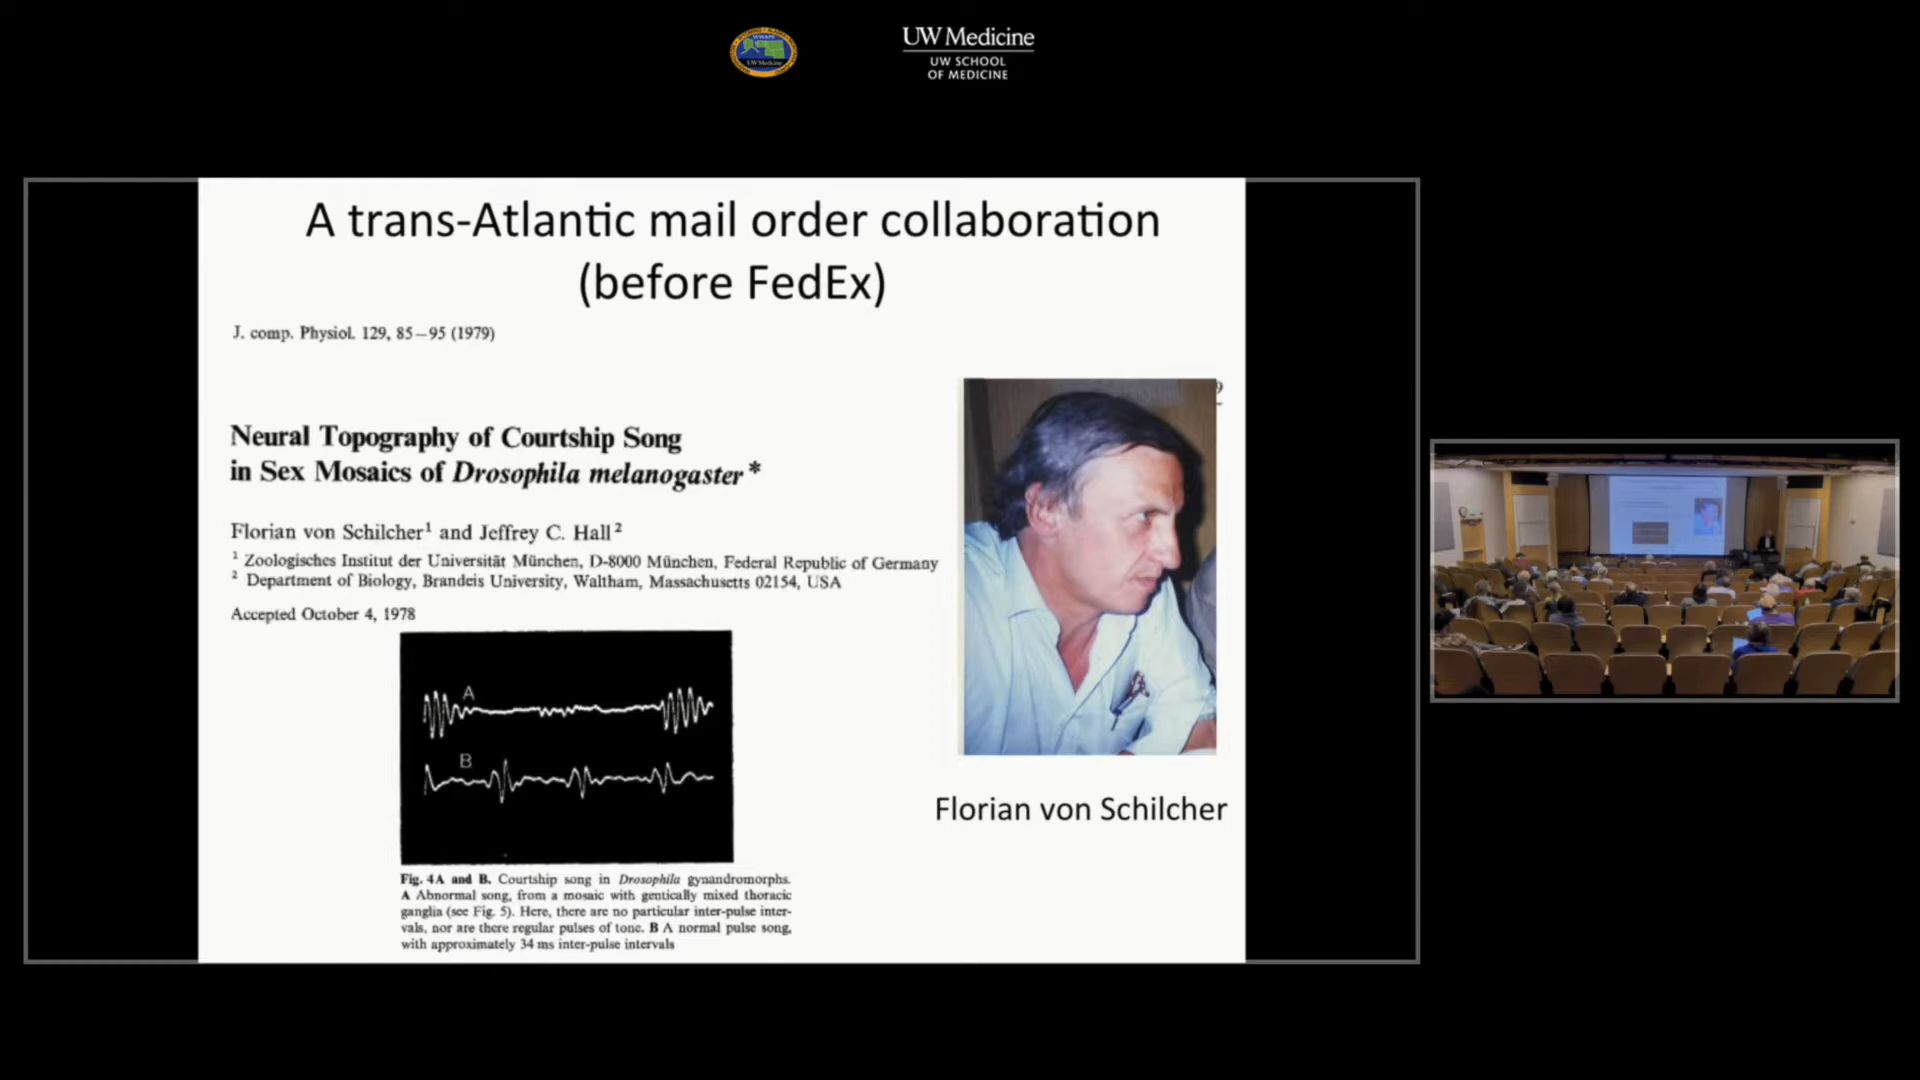 UW Medicine
UW SCHOOL
OF MEDICINE
A trans-Atlantic mail order collaboration
(before FedEx)
J. comp. Physiol. 129, 85–95 (1979)
Neural Topography of Courtship Song
in Sex Mosaics of Drosophila melanogaster*
Florian von Schilcher¹ and Jeffrey C. Hall²
¹ Zoologisches Institut der Universität München, D-8000 München, Federal Republic of Germany
² Department of Biology, Brandeis University, Waltham, Massachusetts 02154, USA
Accepted October 4, 1978
A
B
Florian von Schilcher
Fig. 4A and B. Courtship song in Drosophila gynandromorphs.
A Abnormal song, from a mosaic with gentically mixed thoracic
ganglia (see Fig. 5). Here, there are no particular inter-pulse inter-
vals, nor are there regular pulses of tone. B A normal pulse song,
with approximately 34 ms inter-pulse intervals